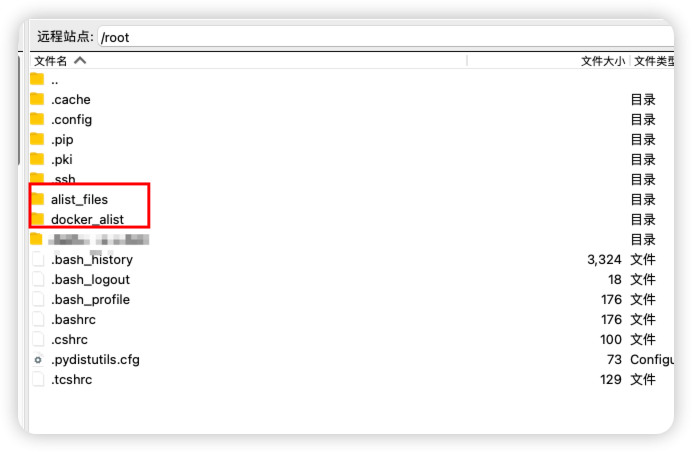 远程站点: /root
文件名 文件大小 文件类型
..
.cache 目录
.config 目录
.pip 目录
.pki 目录
.ssh 目录
alist_files 目录
docker_alist 目录
目录
.bash_history 3,324 文件
.bash_logout 18 文件
.bash_profile 176 文件
.bashrc 176 文件
.cshrc 100 文件
.pydistutils.cfg 73 Configu
.tcshrc 129 文件